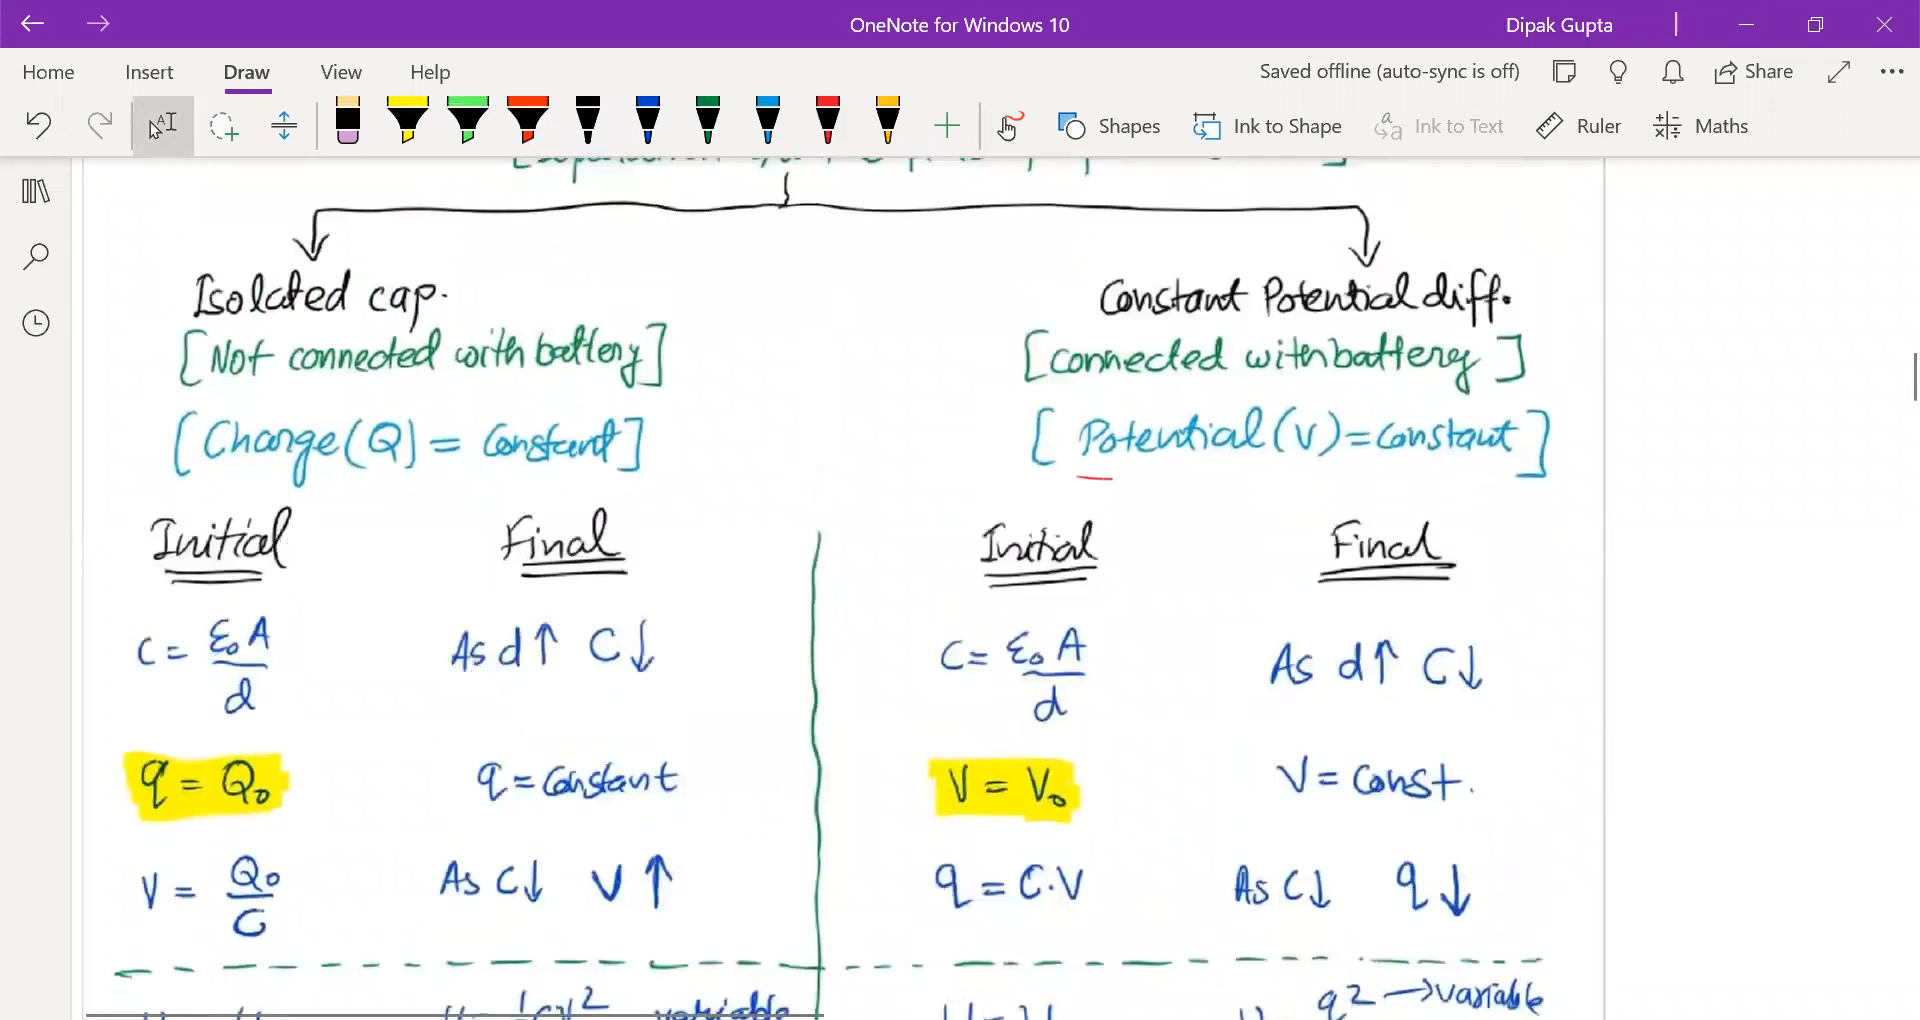 OneNote for Windows 10
Dipak Gupta
Home Insert Draw View Help
Saved offline (auto-sync is off)
Share
Shapes Ink to Shape Ink to Text Ruler Maths
Isolated cap.
Constant Potential diff.
[Not connected with battery]
[connected with battery]
[Charge(Q) = Constant]
[Potential(V) = Constant]
Initial Final
Initial Final
C = ε₀A/d As d↑ C↓
C = ε₀A/d As d↑ C↓
q = Q₀ q = Constant
V = V₀ V = Const.
V = Q₀/C As C↓ V↑
q = C·V As C↓ q↓
variable
q² → variable